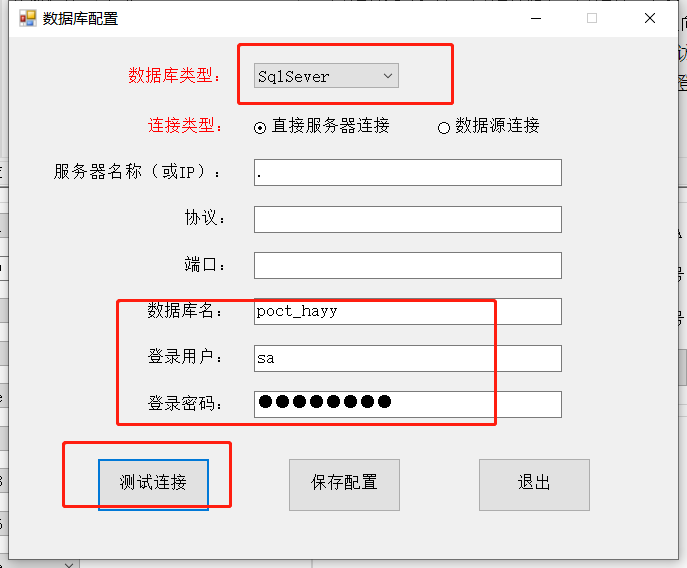 数据库配置
数据库类型：
SqlSever
连接类型：
直接服务器连接
数据源连接
服务器名称（或IP）：
.
协议：
端口：
数据库名：
poct_hayy
登录用户：
sa
登录密码：
●●●●●●●●
测试连接
保存配置
退出